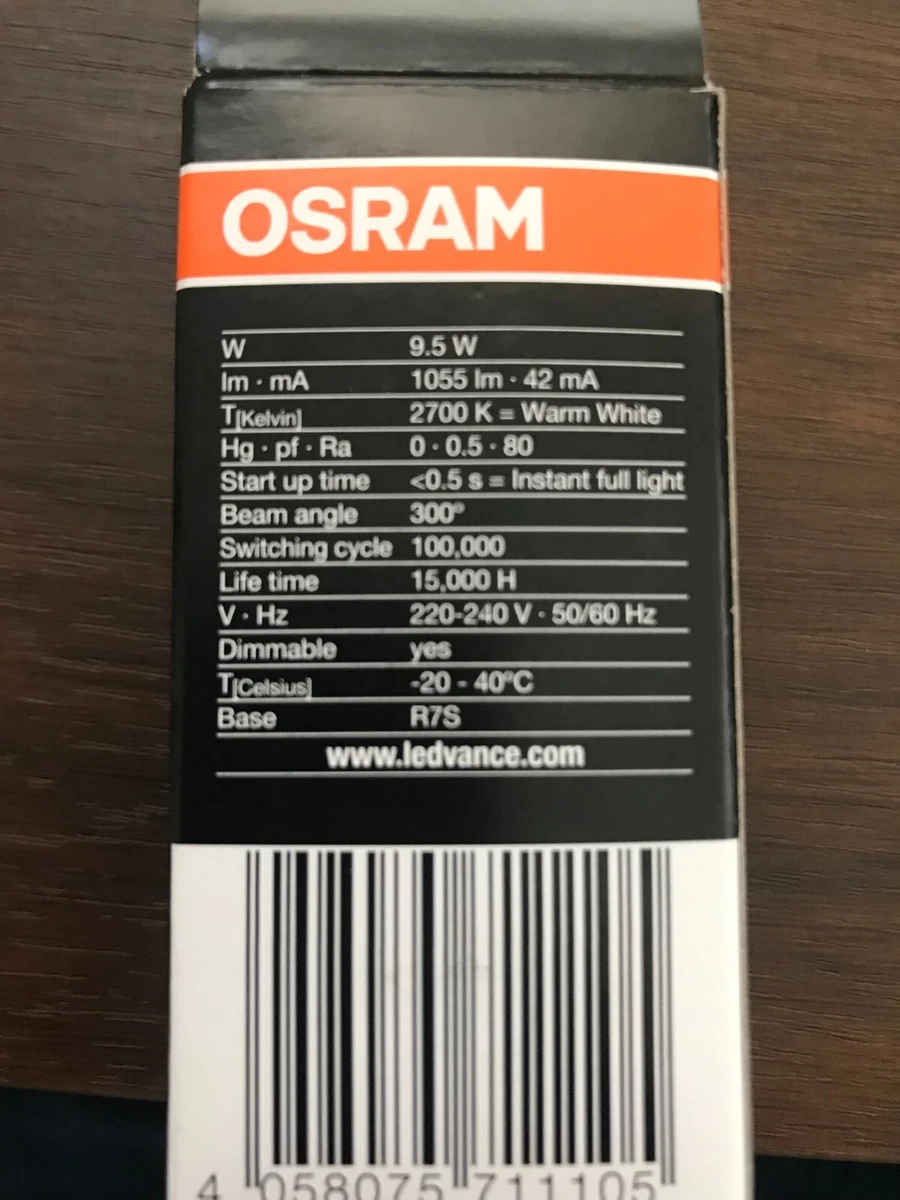 OSRAM
W 9.5 W
lm · mA 1055 lm · 42 mA
T[Kelvin] 2700 K = Warm White
Hg · pf · Ra 0 · 0.5 · 80
Start up time <0.5 s = Instant full light
Beam angle 300°
Switching cycle 100,000
Life time 15,000 H
V · Hz 220-240 V · 50/60 Hz
Dimmable yes
T[Celsius] -20 - 40°C
Base R7S
www.ledvance.com
4 058075 711105